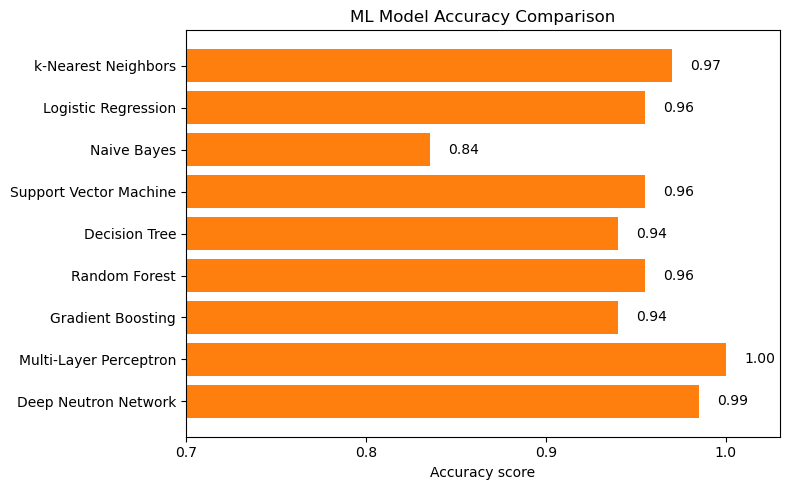 ML Model Accuracy Comparison
k-Nearest Neighbors 0.97
Logistic Regression 0.96
Naive Bayes 0.84
Support Vector Machine 0.96
Decision Tree 0.94
Random Forest 0.96
Gradient Boosting 0.94
Multi-Layer Perceptron 1.00
Deep Neutron Network 0.99
0.7 0.8 0.9 1.0
Accuracy score